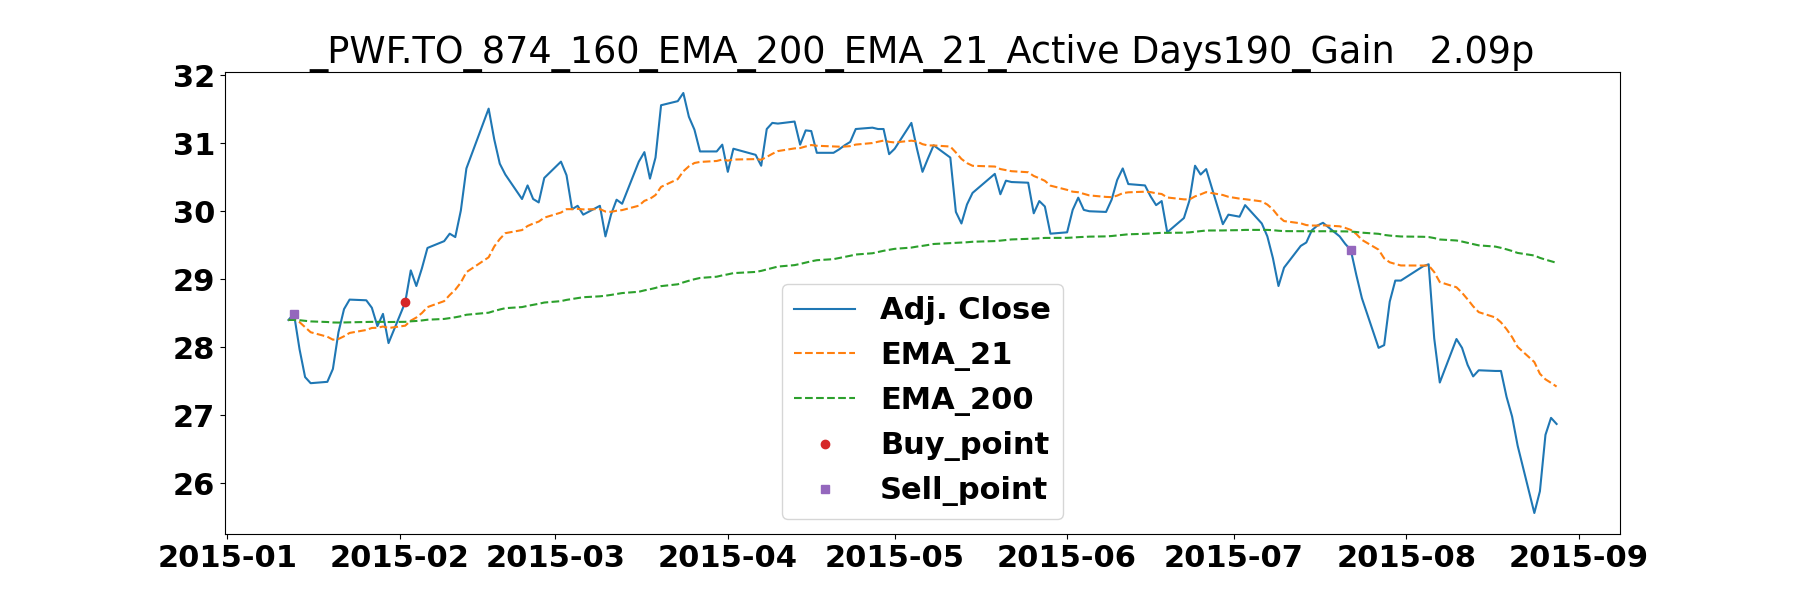 _PWF.TO_874_160_EMA_200_EMA_21_Active Days190_Gain   2.09p
32
31
30
29
28
27
26
Adj. Close
EMA_21
EMA_200
Buy_point
Sell_point
2015-01 2015-02 2015-03 2015-04 2015-05 2015-06 2015-07 2015-08 2015-09